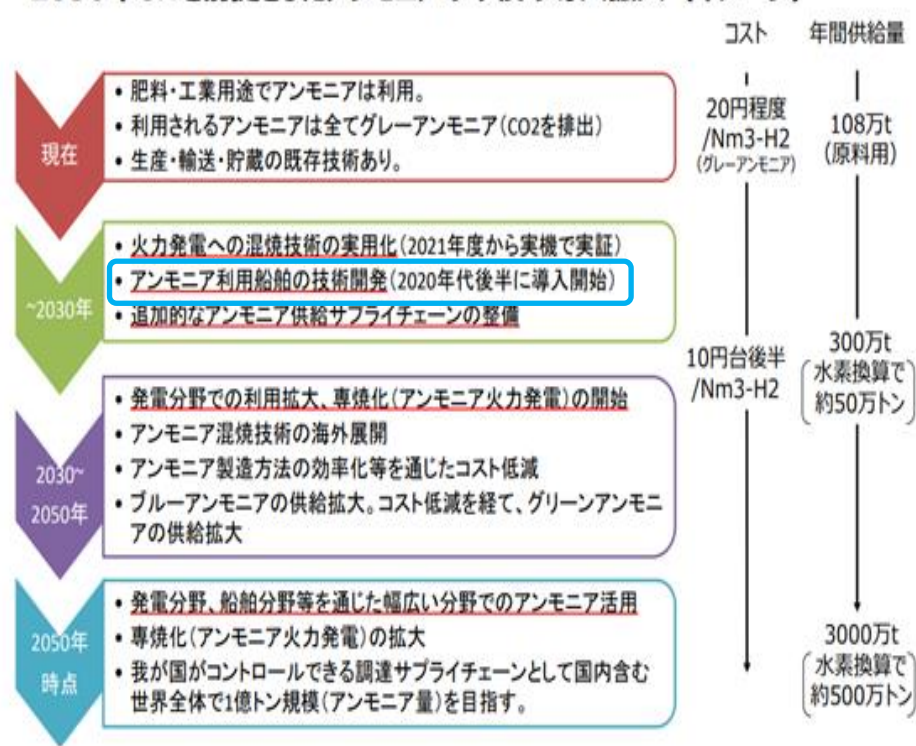 コスト 年間供給量
現在
• 肥料・工業用途でアンモニアは利用。
• 利用されるアンモニアは全てグレーアンモニア(CO2を排出)
• 生産・輸送・貯蔵の既存技術あり。
20円程度
/Nm3-H2
(グレーアンモニア)
108万t
(原料用)
~2030年
• 火力発電への混焼技術の実用化(2021年度から実機で実証)
• アンモニア利用船舶の技術開発(2020年代後半に導入開始)
• 追加的なアンモニア供給サプライチェーンの整備
10円台後半
/Nm3-H2
300万t
水素換算で
約50万トン
2030~
2050年
• 発電分野での利用拡大、専焼化(アンモニア火力発電)の開始
• アンモニア混焼技術の海外展開
• アンモニア製造方法の効率化等を通じたコスト低減
• ブルーアンモニアの供給拡大。コスト低減を経て、グリーンアンモニ
アの供給拡大
2050年
時点
• 発電分野、船舶分野等を通じた幅広い分野でのアンモニア活用
• 専焼化(アンモニア火力発電)の拡大
• 我が国がコントロールできる調達サプライチェーンとして国内含む
世界全体で1億トン規模(アンモニア量)を目指す。
3000万t
水素換算で
約500万トン